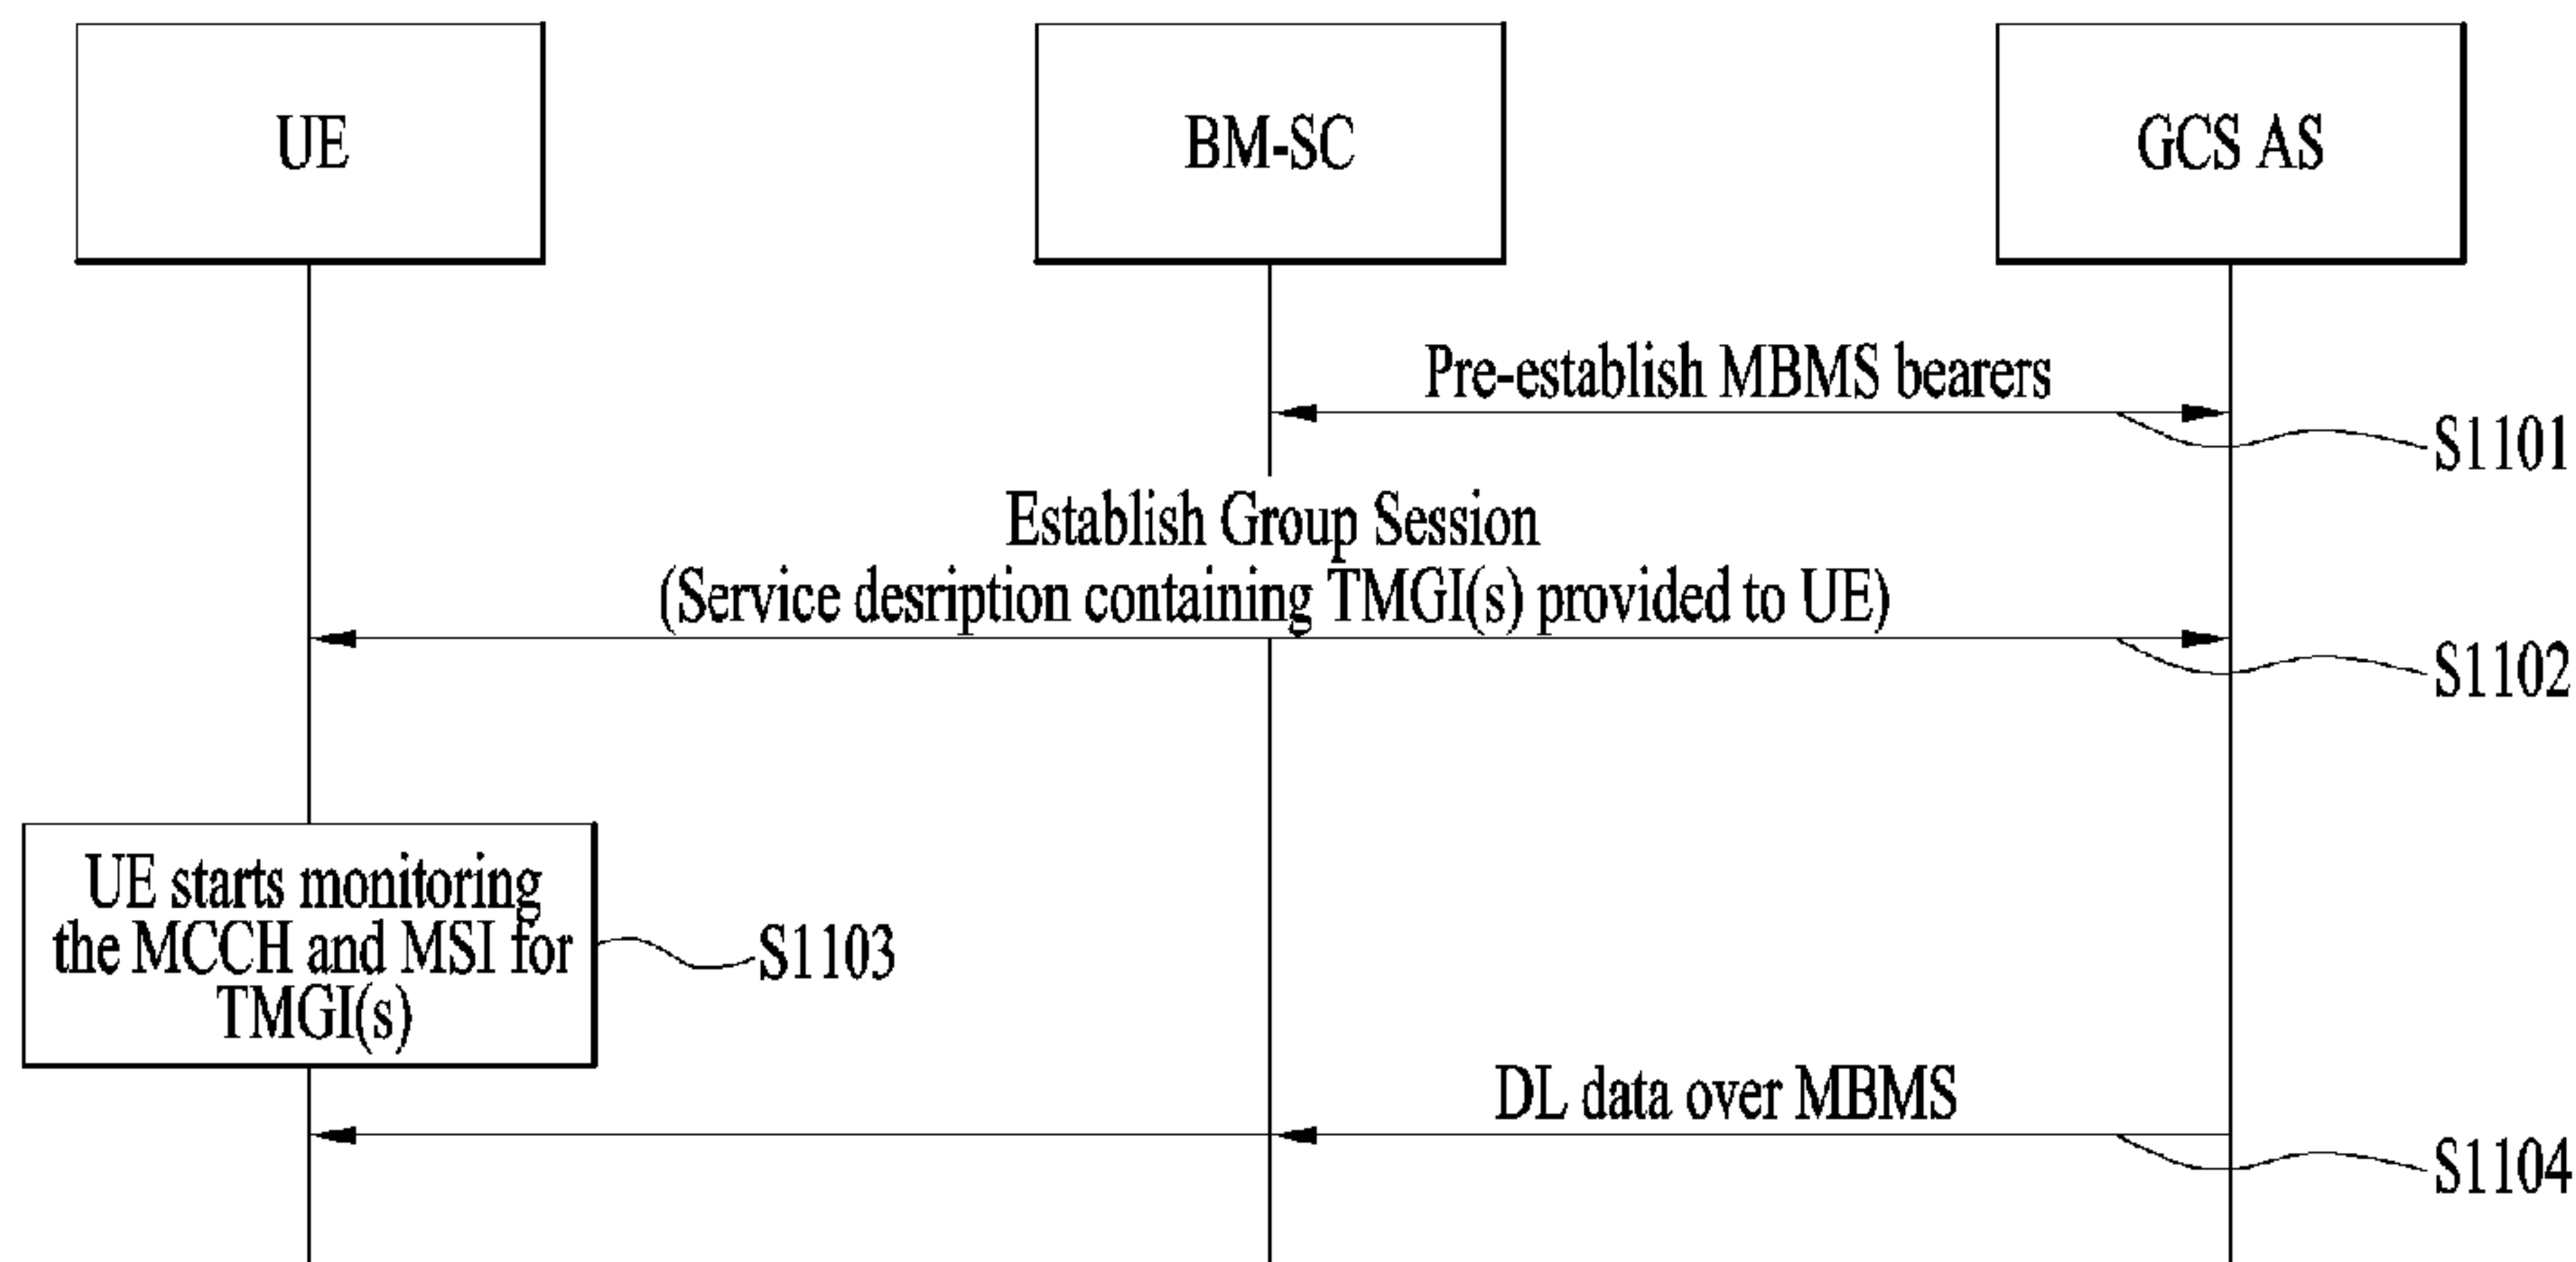 UE
BM-SC
GCS AS
Pre-establish MBMS bearers
S1101
Establish Group Session
(Service desription containing TMGI(s) provided to UE)
S1102
UE starts monitoring
the MCCH and MSI for
TMGI(s)
S1103
DL data over MBMS
S1104